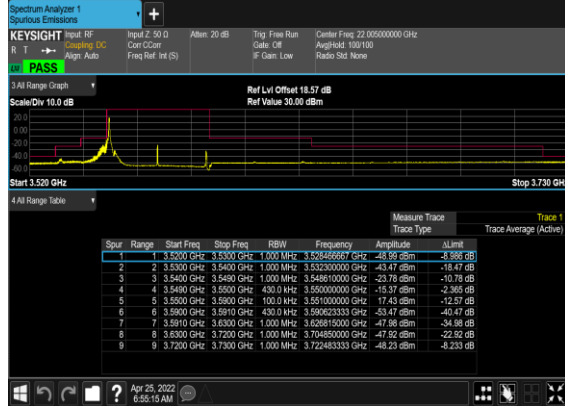 Spectrum Analyzer 1
Spurious Emissions
+
KEYSIGHT Input: RF Input Z: 50 Ω Atten: 20 dB Trig: Free Run Center Freq: 22.005000000 GHz
R T Coupling: DC Corr CCorr Gate: Off Avg|Hold: 100/100
Align: Auto Freq Ref: Int (S) IF Gain: Low Radio Std: None
PASS
3 All Range Graph Ref Lvl Offset 18.57 dB
Scale/Div 10.0 dB Ref Value 30.00 dBm
20.0
0.00
-20.0
-40.0
Start 3.520 GHz Stop 3.730 GH
4 All Range Table
Measure Trace Trace 1
Trace Type Trace Average (Active)
Spur Range Start Freq Stop Freq RBW Frequency Amplitude ΔLimit
1 1 3.5200 GHz 3.5300 GHz 1.000 MHz 3.528466667 GHz -48.99 dBm -8.986 dB
2 2 3.5300 GHz 3.5400 GHz 1.000 MHz 3.532300000 GHz -43.47 dBm -18.47 dB
3 3 3.5400 GHz 3.5490 GHz 1.000 MHz 3.548610000 GHz -23.78 dBm -10.78 dB
4 4 3.5490 GHz 3.5500 GHz 430.0 kHz 3.550000000 GHz -15.37 dBm -2.365 dB
5 5 3.5500 GHz 3.5900 GHz 100.0 kHz 3.551000000 GHz 17.43 dBm -12.57 dB
6 6 3.5900 GHz 3.5910 GHz 430.0 kHz 3.590623333 GHz -53.47 dBm -40.47 dB
7 7 3.5910 GHz 3.6300 GHz 1.000 MHz 3.626815000 GHz -47.98 dBm -34.98 dB
8 8 3.6300 GHz 3.7200 GHz 1.000 MHz 3.704850000 GHz -47.92 dBm -22.92 dB
9 9 3.7200 GHz 3.7300 GHz 1.000 MHz 3.722483333 GHz -48.23 dBm -8.233 dB
? Apr 25, 2022
6:55:15 AM